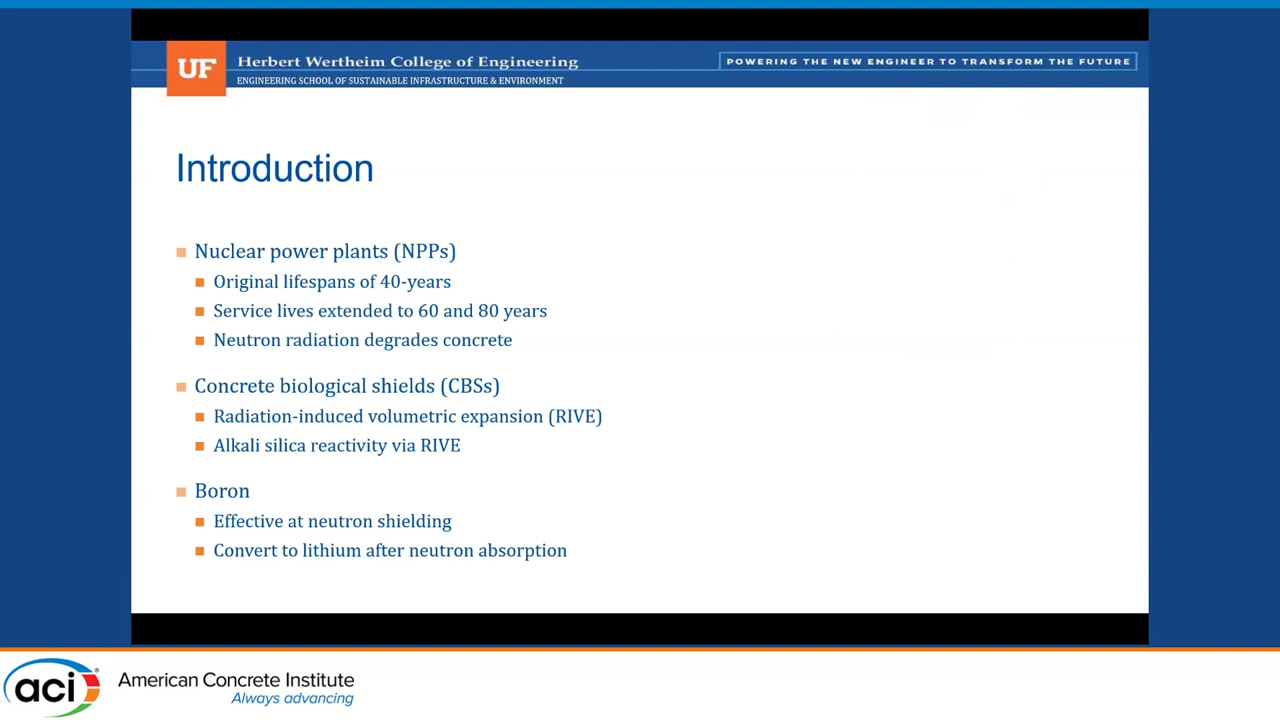 UF
Herbert Wertheim College of Engineering
ENGINEERING SCHOOL OF SUSTAINABLE INFRASTRUCTURE & ENVIRONMENT
POWERING THE NEW ENGINEER TO TRANSFORM THE FUTURE
Introduction
Nuclear power plants (NPPs)
Original lifespans of 40-years
Service lives extended to 60 and 80 years
Neutron radiation degrades concrete
Concrete biological shields (CBSs)
Radiation-induced volumetric expansion (RIVE)
Alkali silica reactivity via RIVE
Boron
Effective at neutron shielding
Convert to lithium after neutron absorption
aci®
American Concrete Institute
Always advancing